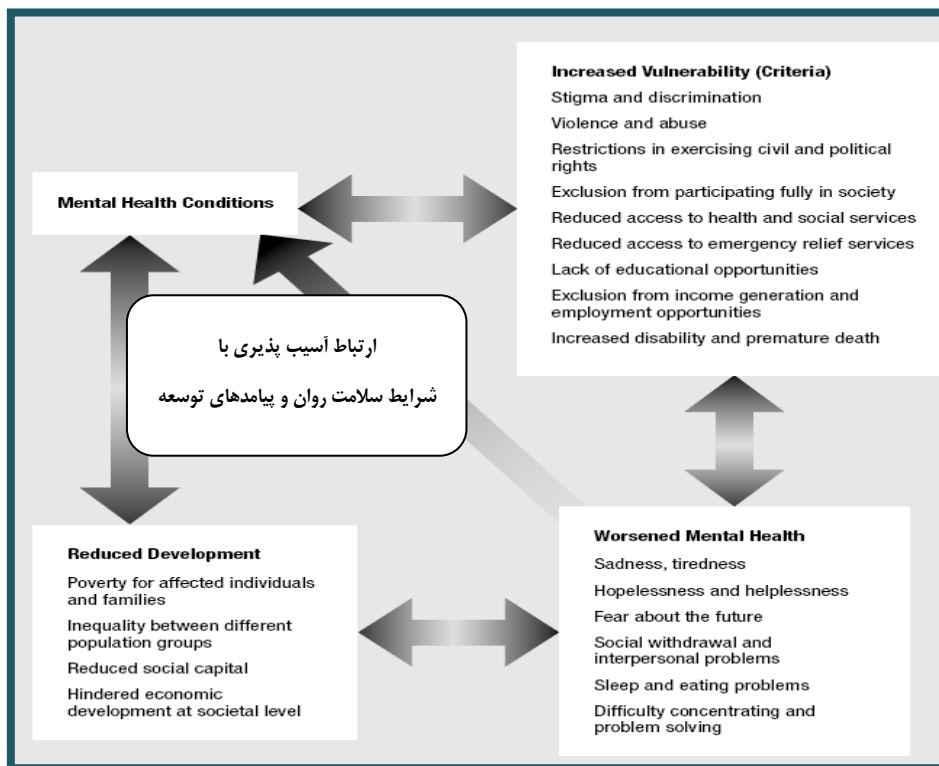 Increased Vulnerability (Criteria)
Stigma and discrimination
Violence and abuse
Restrictions in exercising civil and political
rights
Exclusion from participating fully in society
Reduced access to health and social services
Reduced access to emergency relief services
Lack of educational opportunities
Exclusion from income generation and
employment opportunities
Increased disability and premature death
Mental Health Conditions
ارتباط آسیب پذیری با
شرایط سلامت روان و پیامدهای توسعه
Reduced Development
Poverty for affected individuals
and families
Inequality between different
population groups
Reduced social capital
Hindered economic
development at societal level
Worsened Mental Health
Sadness, tiredness
Hopelessness and helplessness
Fear about the future
Social withdrawal and
interpersonal problems
Sleep and eating problems
Difficulty concentrating and
problem solving